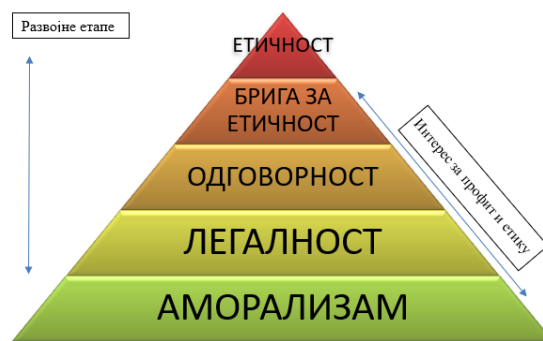 Развојне етапе
ЕТИЧНОСТ
БРИГА ЗА
ЕТИЧНОСТ
ОДГОВОРНОСТ
ЛЕГАЛНОСТ
АМОРАЛИЗАМ
Интерес за профит и етику